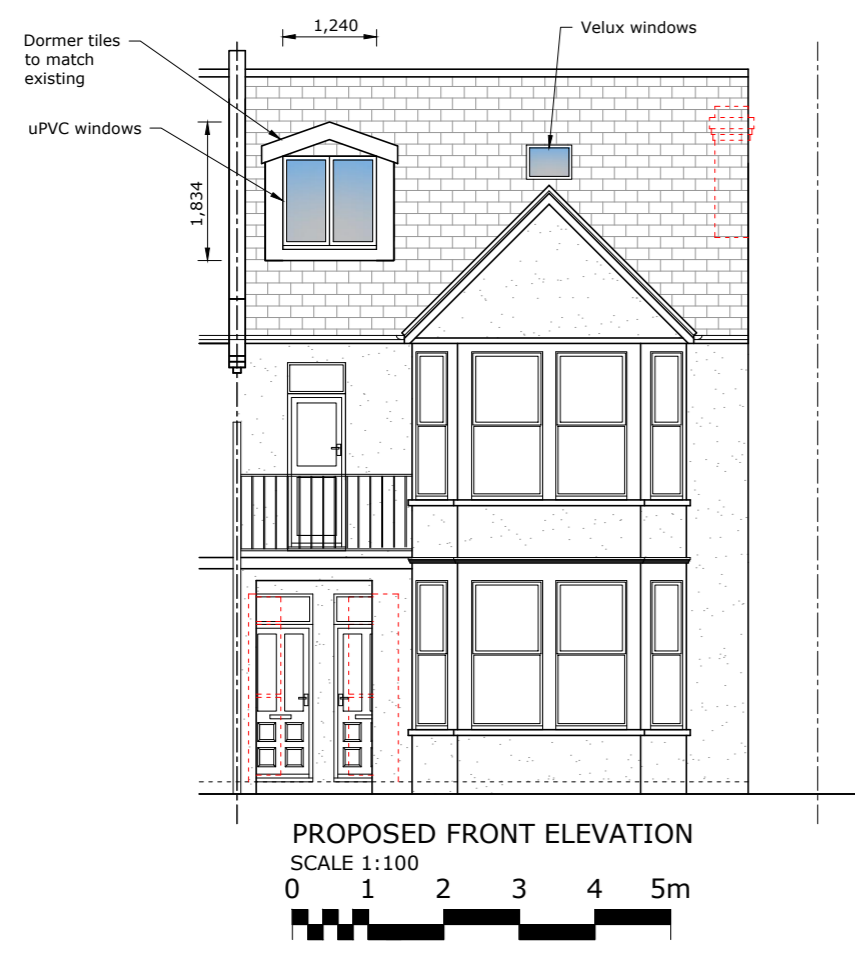 1,240
Velux windows
Dormer tiles
to match
existing
uPVC windows
1,834
PROPOSED FRONT ELEVATION
SCALE 1:100
0 1 2 3 4 5m